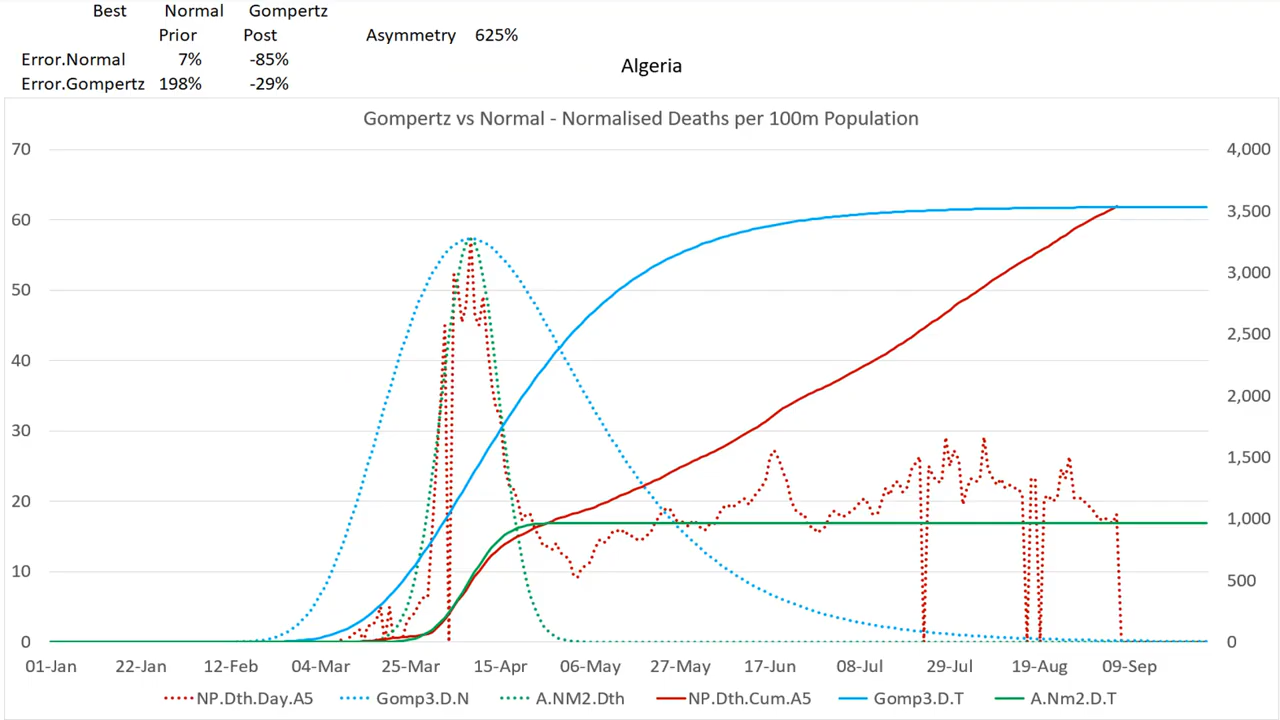 Best Normal Gompertz
Prior Post Asymmetry 625%
Error.Normal 7% -85%
Error.Gompertz 198% -29%
Algeria
Gompertz vs Normal - Normalised Deaths per 100m Population
70 4,000
60 3,500
50 3,000
40 2,500
30 2,000
20 1,500
10 1,000
0 500
0
01-Jan 22-Jan 12-Feb 04-Mar 25-Mar 15-Apr 06-May 27-May 17-Jun 08-Jul 29-Jul 19-Aug 09-Sep
NP.Dth.Day.A5 Gomp3.D.N A.NM2.Dth NP.Dth.Cum.A5 Gomp3.D.T A.Nm2.D.T